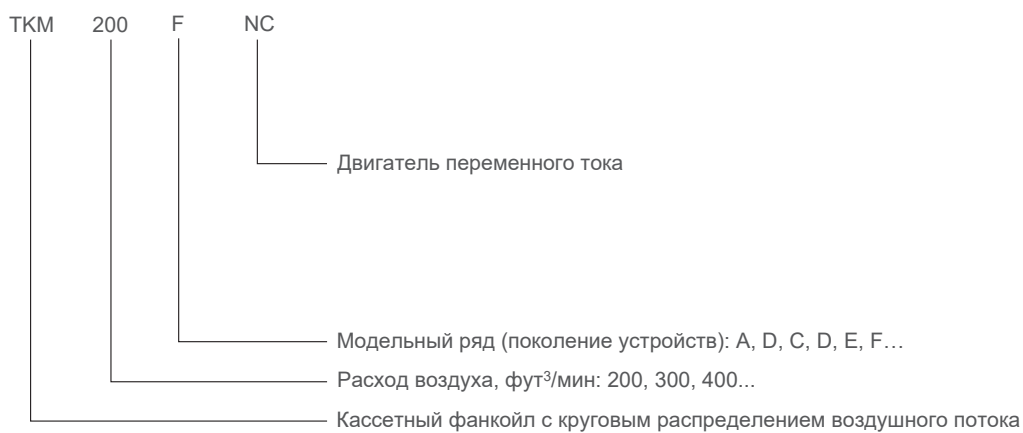 TKM 200 F NC
Двигатель переменного тока
Модельный ряд (поколение устройств): A, D, C, D, E, F…
Расход воздуха, фут³/мин: 200, 300, 400...
Кассетный фанкойл с круговым распределением воздушного потока